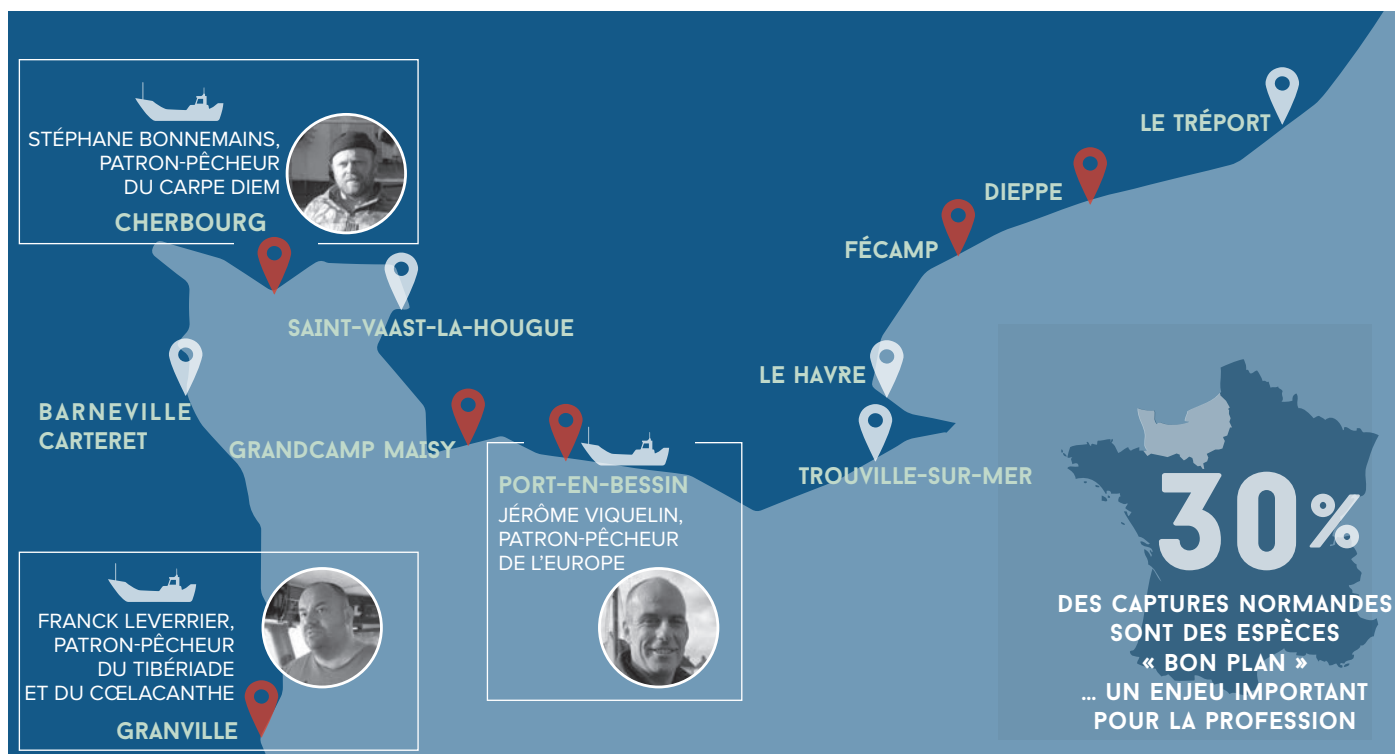 STÉPHANE BONNEMAINS,
PATRON-PÊCHEUR
DU CARPE DIEM
CHERBOURG
LE TRÉPORT
DIEPPE
FÉCAMP
SAINT-VAAST-LA-HOUGUE
LE HAVRE
BARNEVILLE
CARTERET
GRANDCAMP MAISY
TROUVILLE-SUR-MER
PORT-EN-BESSIN
JÉRÔME VIQUELIN,
PATRON-PÊCHEUR
DE L'EUROPE
FRANCK LEVERRIER,
PATRON-PÊCHEUR
DU TIBÉRIADE
ET DU CŒLACANTHE
GRANVILLE
30%
DES CAPTURES NORMANDES
SONT DES ESPÈCES
« BON PLAN »
... UN ENJEU IMPORTANT
POUR LA PROFESSION